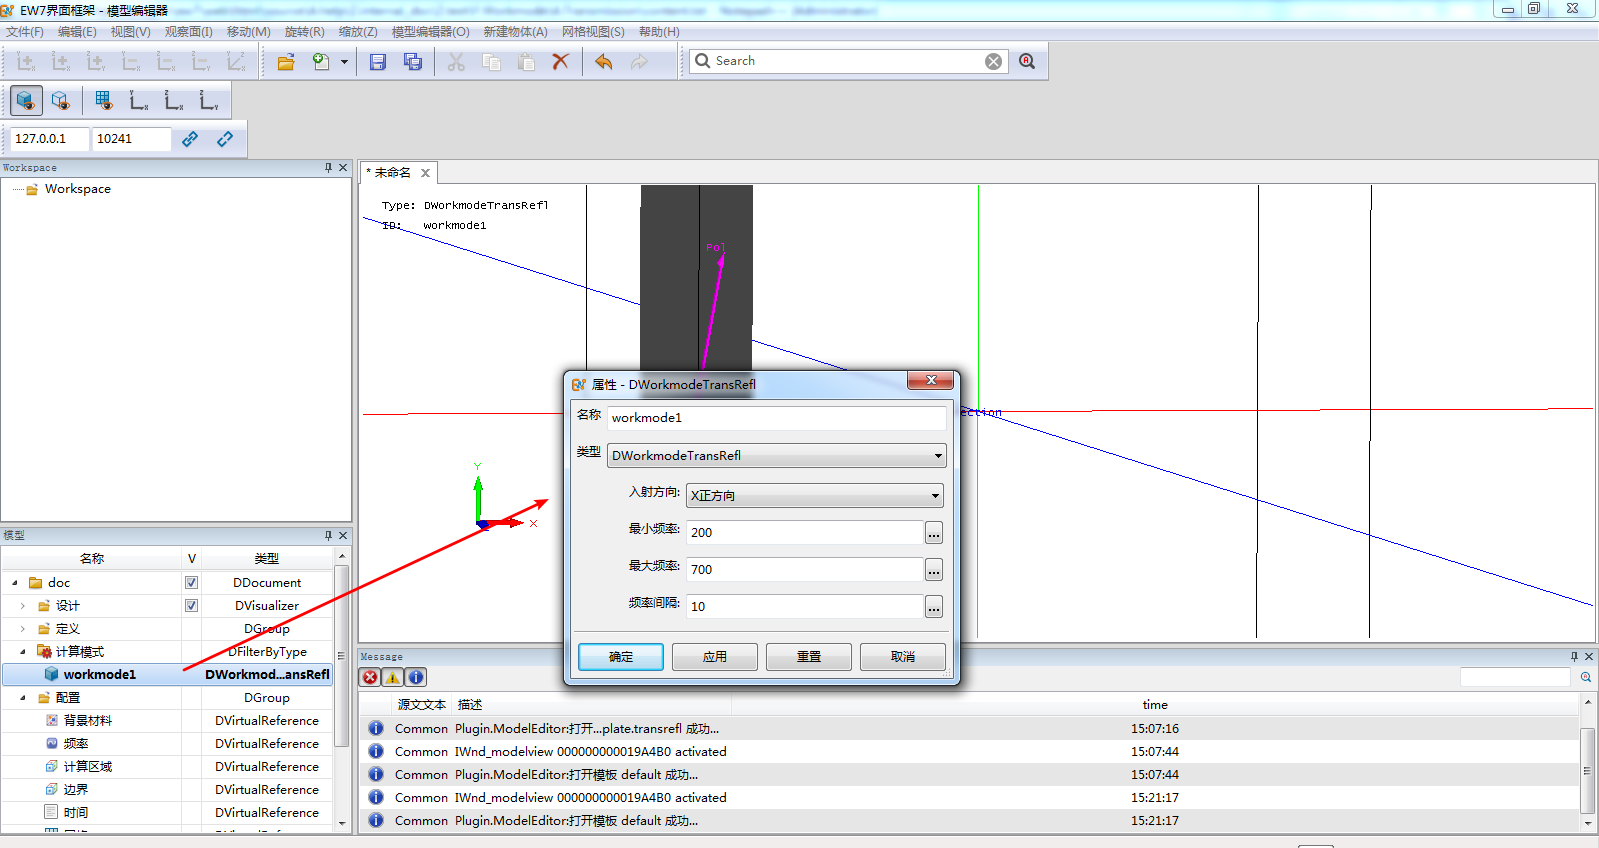 EW7界面框架 - 模型编辑器
文件(F) 编辑(E) 视图(V) 观察面(I) 移动(M) 旋转(R) 缩放(Z) 模型编辑器(O) 新建物体(A) 网格视图(S) 帮助(H)
Search
127.0.0.1 10241
Workspace
Workspace
* 未命名
Type: DWorkmodeTransRefl
ID: workmode1
Pol
ection
Y
X
属性 - DWorkmodeTransRefl
名称 workmode1
类型 DWorkmodeTransRefl
入射方向: X正方向
最小频率: 200 ...
最大频率: 700 ...
频率间隔: 10 ...
确定 应用 重置 取消
模型
名称 V 类型
doc DDocument
设计 DVisualizer
定义 DGroup
计算模式 DFilterByType
workmode1 DWorkmod...ansRefl
配置 DGroup
背景材料 DVirtualReference
频率 DVirtualReference
计算区域 DVirtualReference
边界 DVirtualReference
时间 DVirtualReference
Message
源文文本 描述 time
Common Plugin.ModelEditor:打开...plate.transrefl 成功... 15:07:16
Common IWnd_modelview 000000000019A4B0 activated 15:07:44
Common Plugin.ModelEditor:打开模板 default 成功... 15:07:44
Common IWnd_modelview 000000000019A4B0 activated 15:21:17
Common Plugin.ModelEditor:打开模板 default 成功... 15:21:17